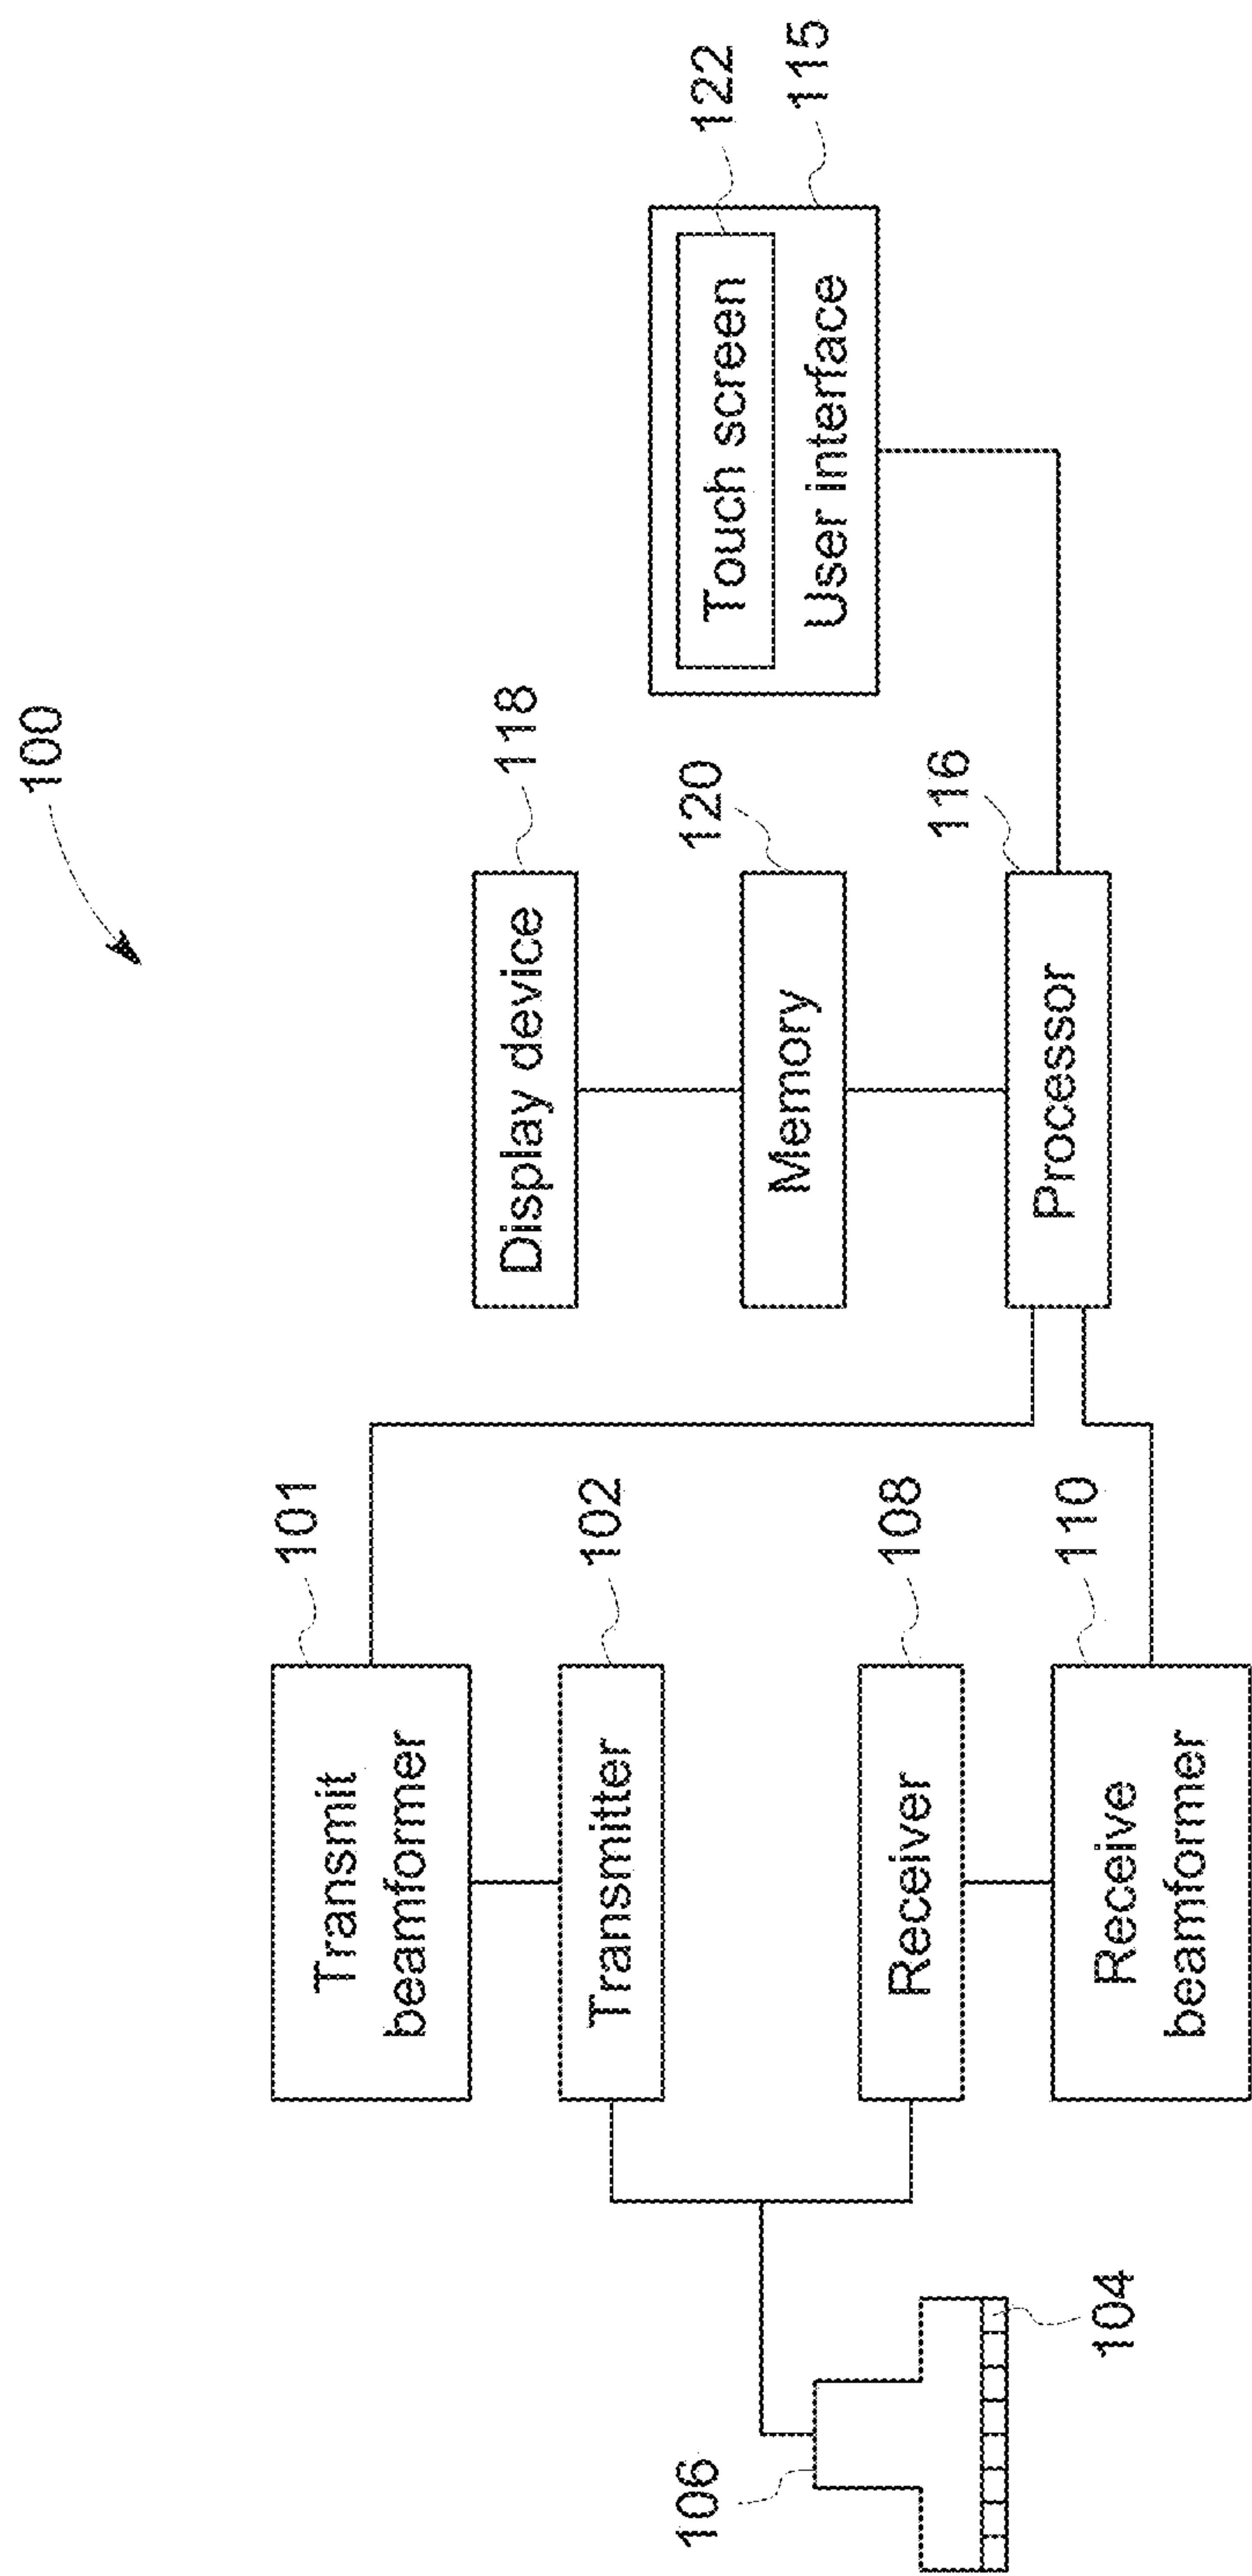 100
101
Transmit
beamformer
102
Transmitter
108
Receiver
110
Receive
beamformer
106
104
118
Display device
120
Memory
116
Processor
122
Touch screen
User interface
115